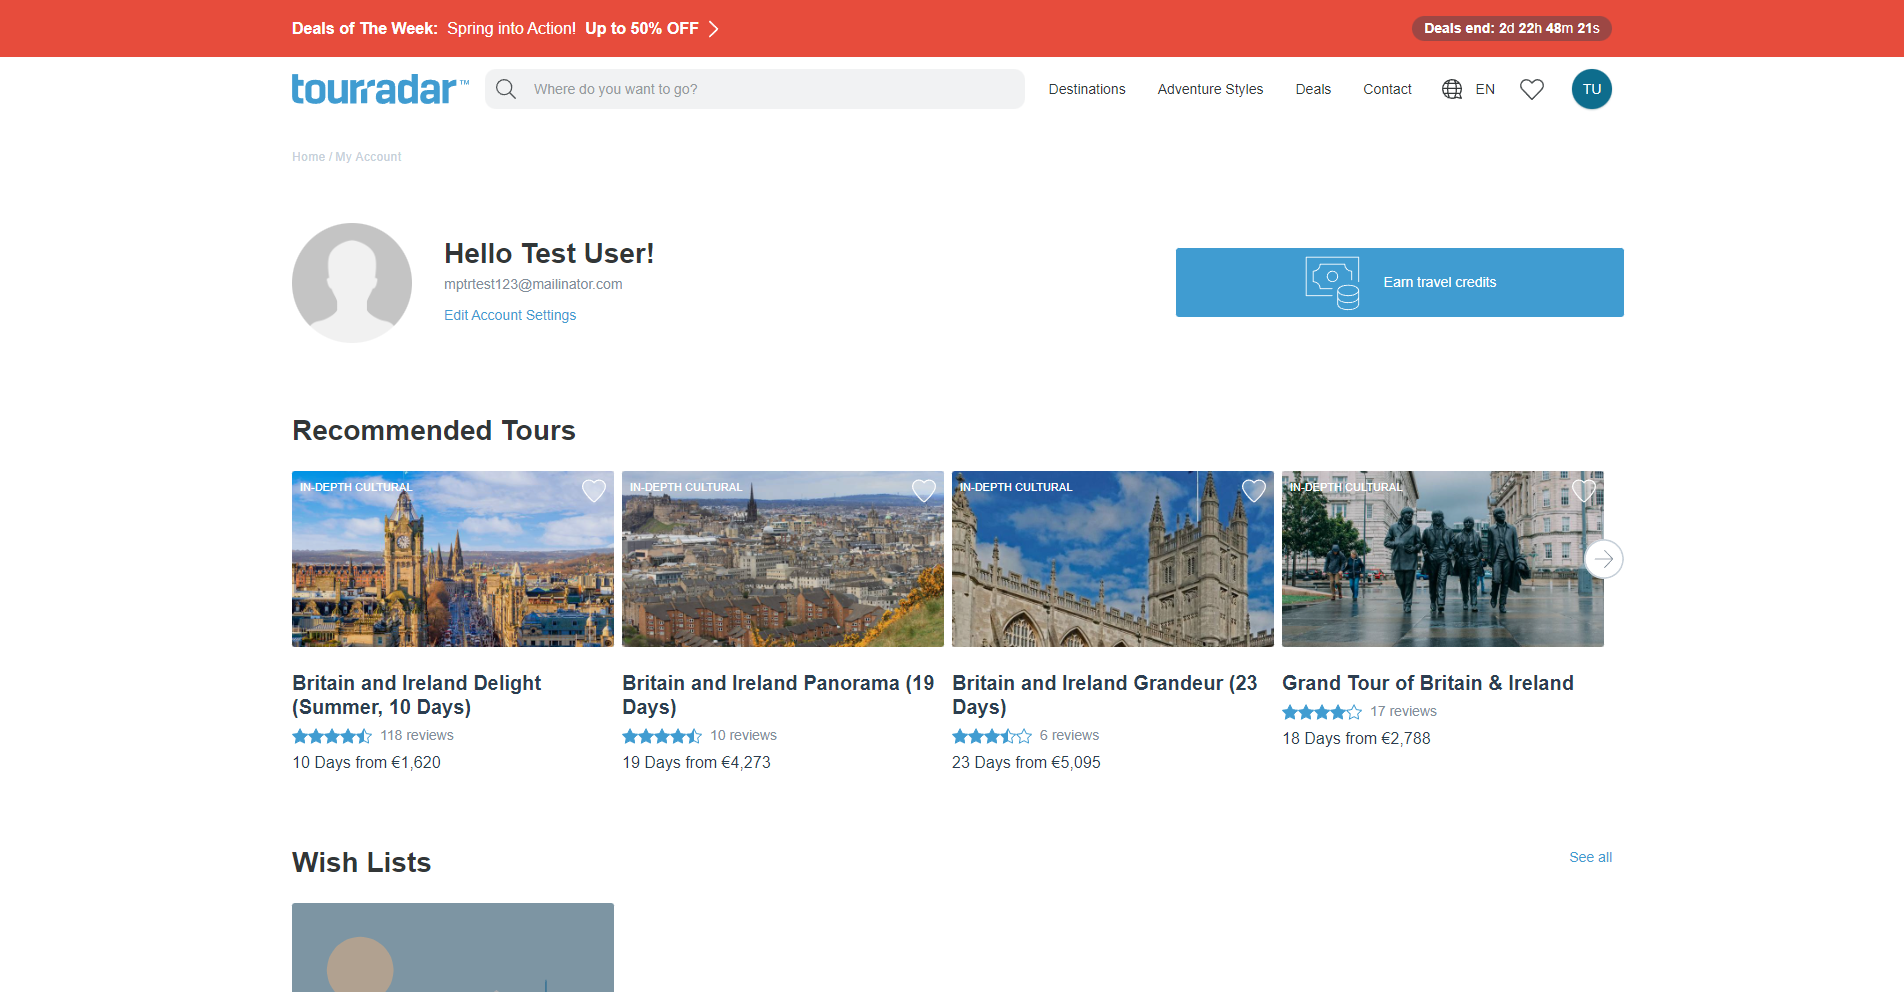 Deals of The Week: Spring into Action! Up to 50% OFF
Deals end: 2d 22h 48m 21s
tourradar™
Where do you want to go?
Destinations
Adventure Styles
Deals
Contact
EN
TU
Home / My Account
Hello Test User!
mptrtest123@mailinator.com
Edit Account Settings
Earn travel credits
Recommended Tours
IN-DEPTH CULTURAL
IN-DEPTH CULTURAL
IN-DEPTH CULTURAL
IN-DEPTH CULTURAL
Britain and Ireland Delight
(Summer, 10 Days)
118 reviews
10 Days from €1,620
Britain and Ireland Panorama (19
Days)
10 reviews
19 Days from €4,273
Britain and Ireland Grandeur (23
Days)
6 reviews
23 Days from €5,095
Grand Tour of Britain & Ireland
17 reviews
18 Days from €2,788
Wish Lists
See all